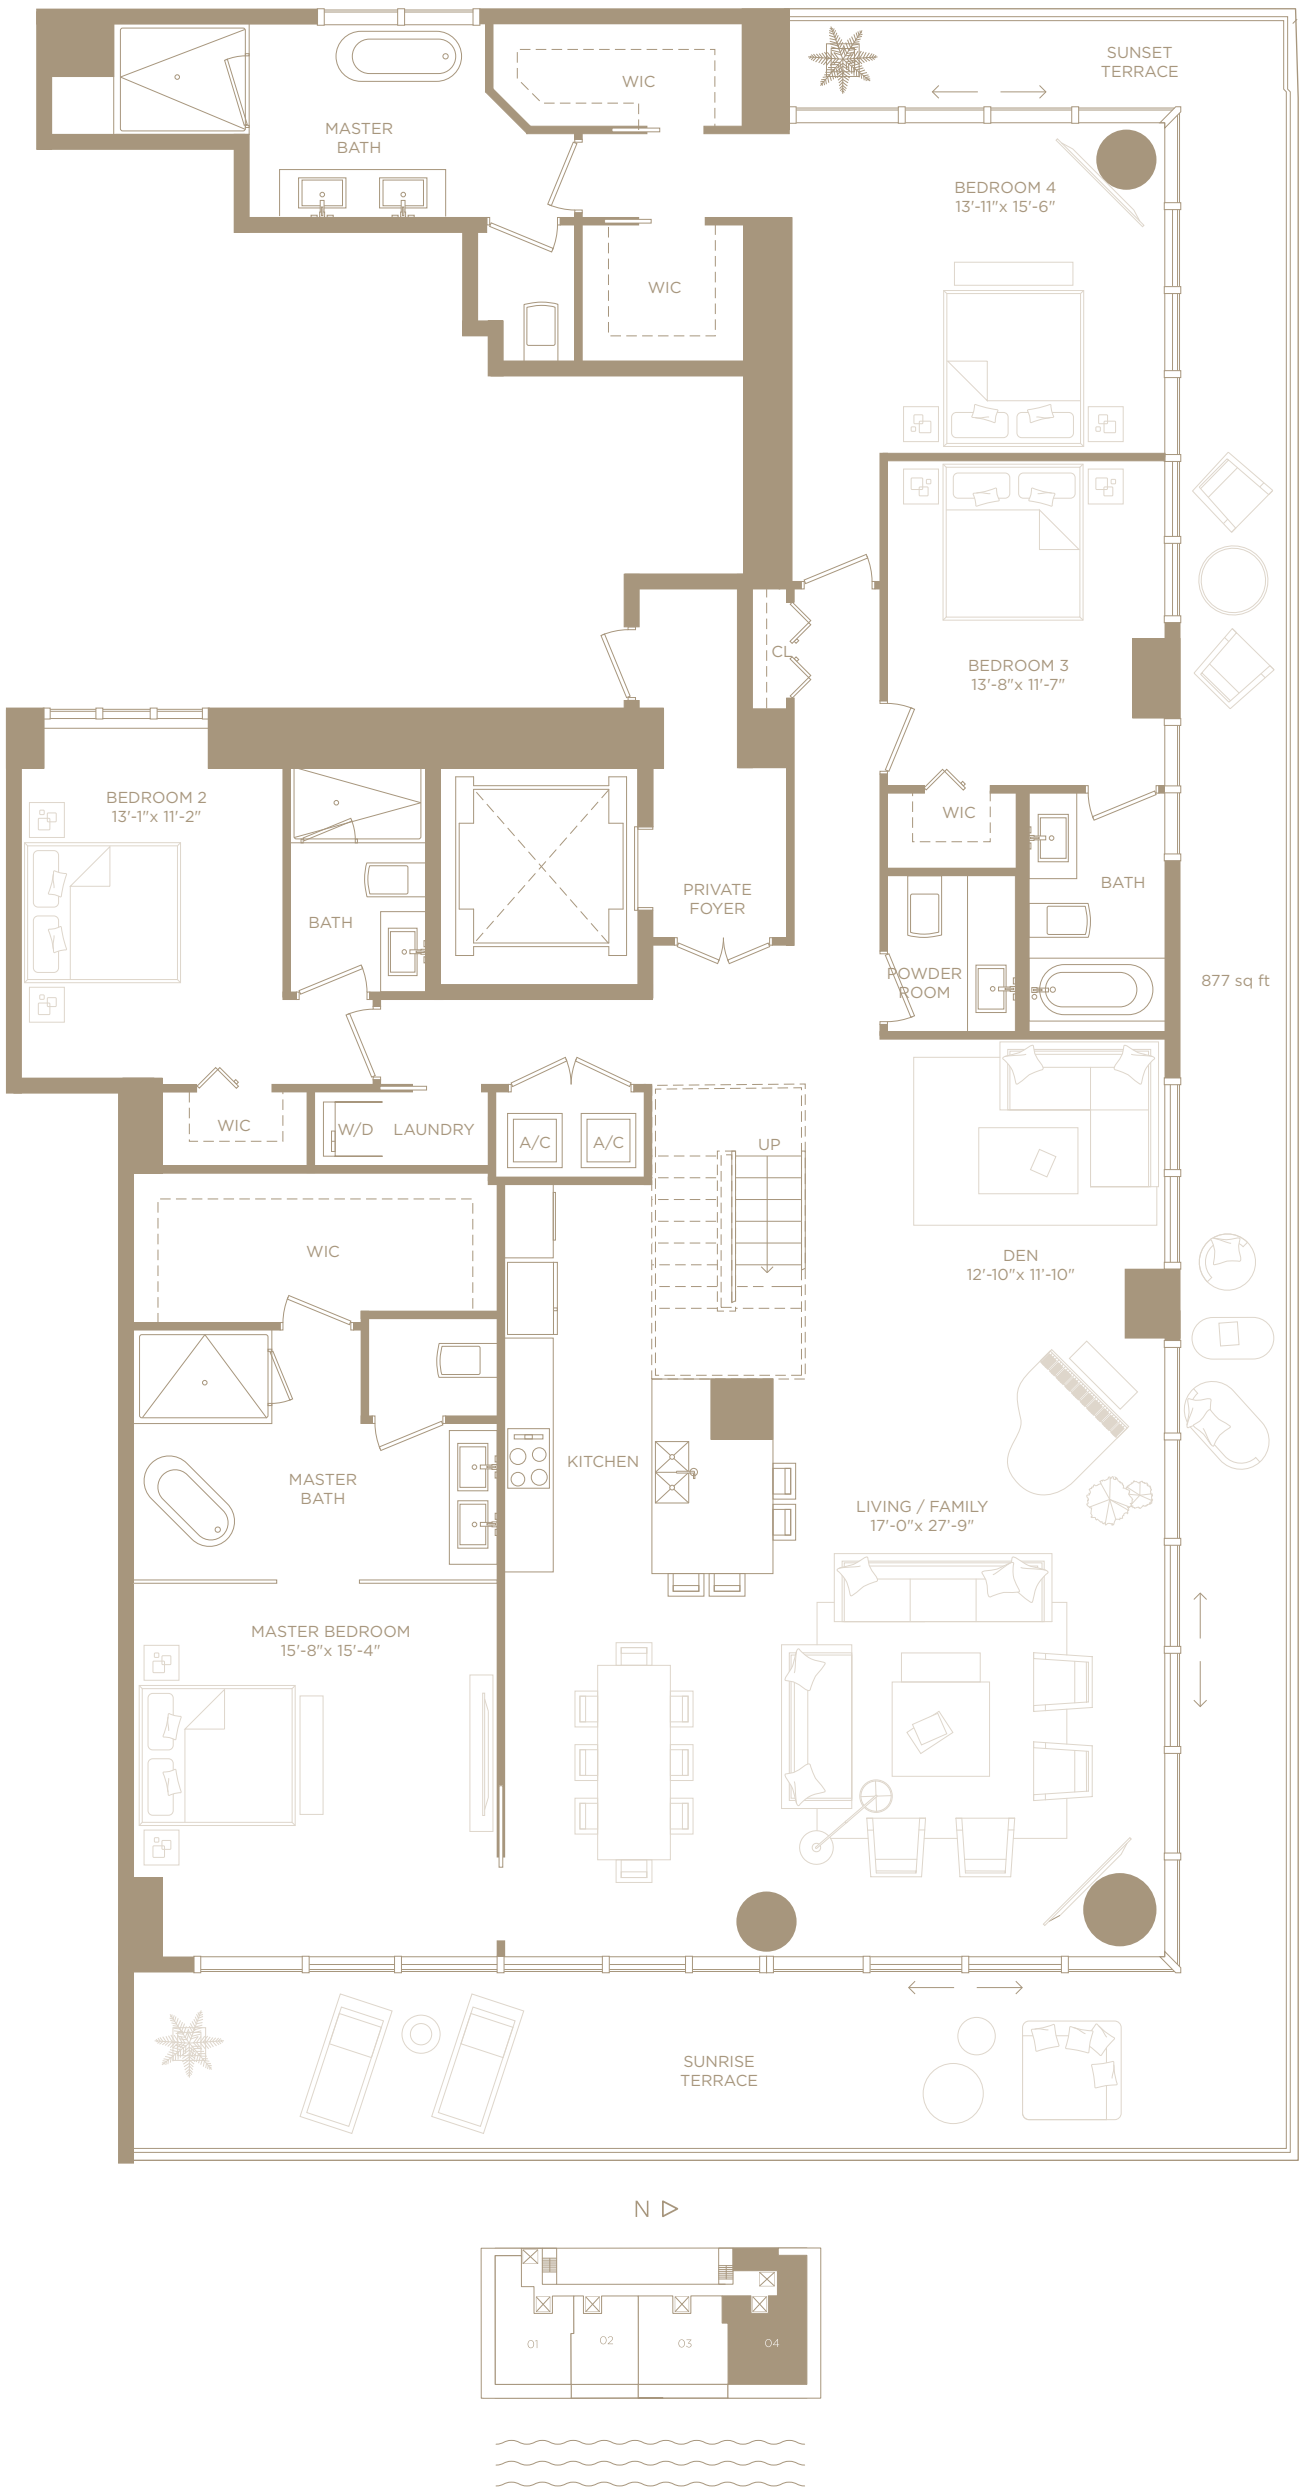 SUNSET
TERRACE
WIC
MASTER
BATH
BEDROOM 4
13'-11"x 15'-6"
WIC
CL
BEDROOM 3
13'-8"x 11'-7"
BEDROOM 2
13'-1"x 11'-2"
WIC
PRIVATE
FOYER
BATH
BATH
POWDER
ROOM
877 sq ft
WIC
W/D
LAUNDRY
A/C
A/C
UP
WIC
DEN
12'-10"x 11'-10"
KITCHEN
MASTER
BATH
LIVING / FAMILY
17'-0"x 27'-9"
MASTER BEDROOM
15'-8"x 15'-4"
SUNRISE
TERRACE
N
01
02
03
04